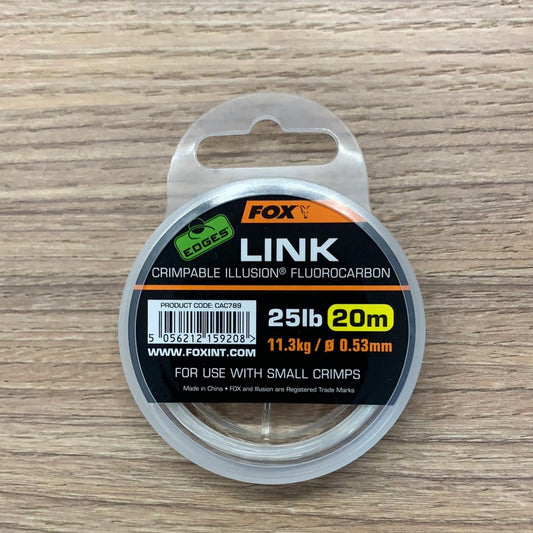 FOX
EDGES
LINK
CRIMPABLE ILLUSION® FLUOROCARBON
PRODUCT CODE: CAC789
5 056212 159208 >
WWW.FOXINT.COM
25lb 20m
11.3kg / Ø 0.53mm
FOR USE WITH SMALL CRIMPS
Made in China • FOX and Illusion are Registered Trade Marks